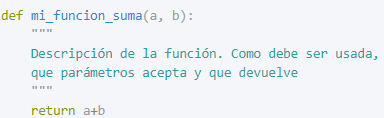 def mi_funcion_suma(a, b):
    """
    Descripción de la función. Como debe ser usada,
    que parámetros acepta y que devuelve
    """
    return a+b